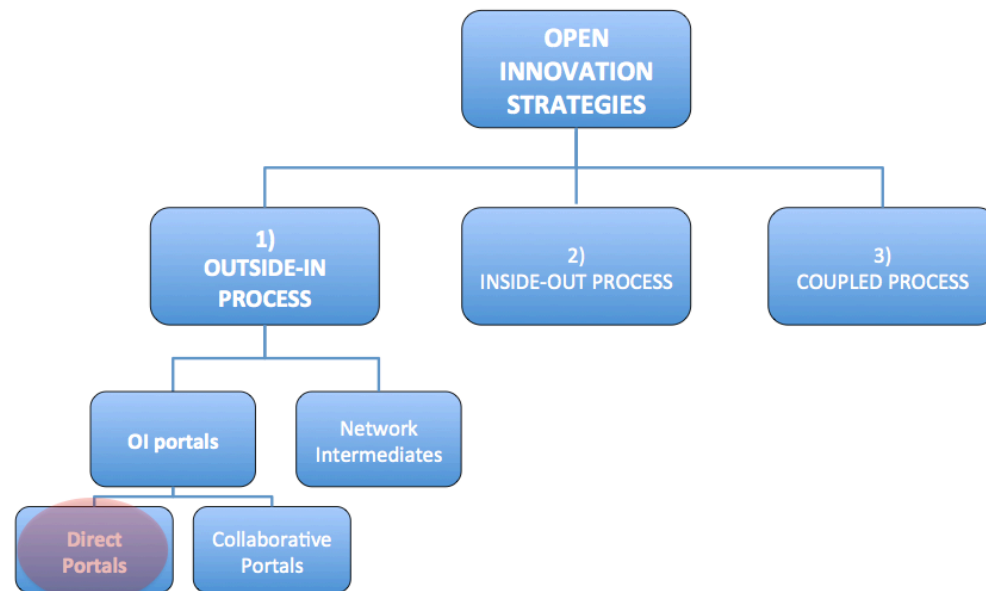 OPEN
INNOVATION
STRATEGIES
1)
OUTSIDE-IN
PROCESS
2)
INSIDE-OUT PROCESS
3)
COUPLED PROCESS
OI portals
Network
Intermediates
Direct
Portals
Collaborative
Portals